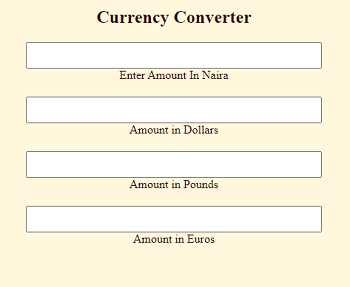 Currency Converter
Enter Amount In Naira
Amount in Dollars
Amount in Pounds
Amount in Euros